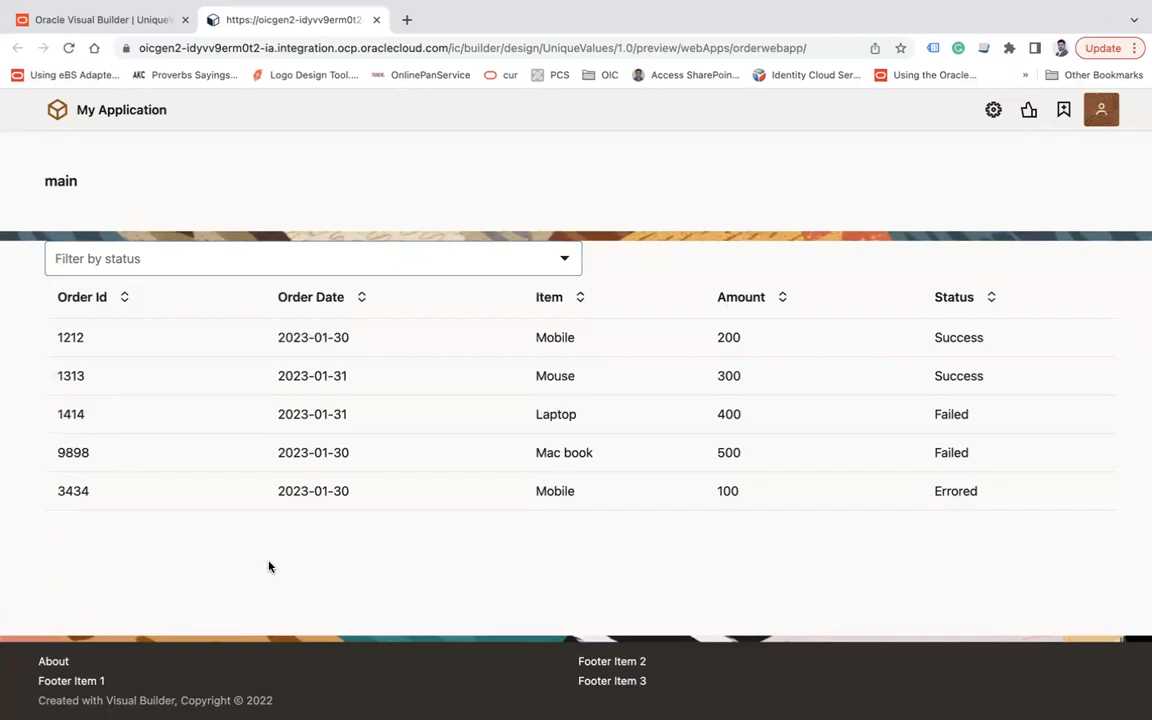 Oracle Visual Builder | UniqueV
https://oicgen2-idyvv9erm0t2-
oicgen2-idyvv9erm0t2-ia.integration.ocp.oraclecloud.com/ic/builder/design/UniqueValues/1.0/preview/webApps/orderwebapp/
Update
Using eBS Adapte...
AKC Proverbs Sayings...
Logo Design Tool....
OnlinePanService
cur
PCS
OIC
Access SharePoin...
Identity Cloud Ser...
Using the Oracle...
»
Other Bookmarks
My Application
main
Filter by status
Order Id Order Date Item Amount Status
1212 2023-01-30 Mobile 200 Success
1313 2023-01-31 Mouse 300 Success
1414 2023-01-31 Laptop 400 Failed
9898 2023-01-30 Mac book 500 Failed
3434 2023-01-30 Mobile 100 Errored
About Footer Item 2
Footer Item 1 Footer Item 3
Created with Visual Builder, Copyright © 2022